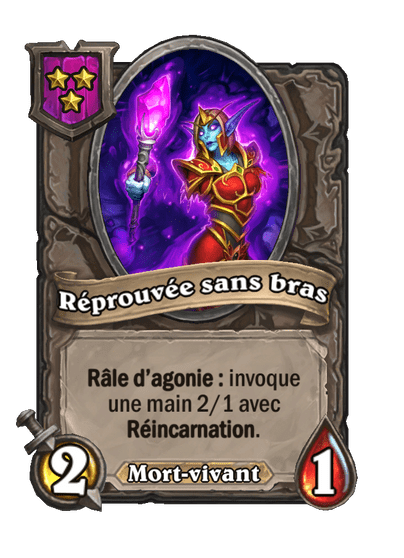 Réprouvée sans bras
Râle d’agonie : invoque
une main 2/1 avec
Réincarnation.
2
Mort-vivant
1